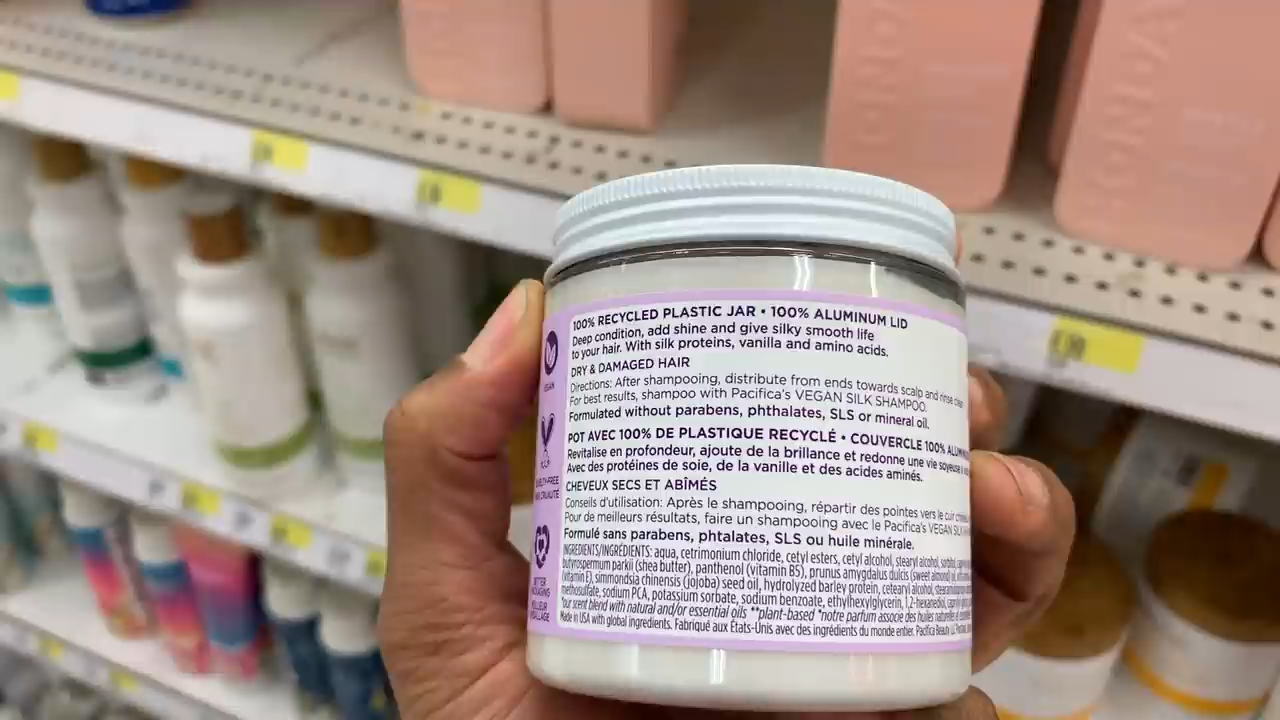 100% RECYCLED PLASTIC JAR • 100% ALUMINUM LID
Deep condition, add shine and give silky smooth life
to your hair. With silk proteins, vanilla and amino acids.
DRY & DAMAGED HAIR
Directions: After shampooing, distribute from ends towards scalp and rinse clean
For best results, shampoo with Pacifica's VEGAN SILK SHAMPOO.
Formulated without parabens, phthalates, SLS or mineral oil.
POT AVEC 100% DE PLASTIQUE RECYCLÉ • COUVERCLE 100%
Revitalise en profondeur, ajoute de la brillance et redonne une vie soyeuse
Avec des protéines de soie, de la vanille et des acides aminés.
CHEVEUX SECS ET ABÎMÉS
Conseils d'utilisation: Après le shampooing, répartir des pointes vers le cuir
Pour de meilleurs résultats, faire un shampooing avec le Pacifica's VEGAN
Formulé sans parabens, phtalates, SLS ou huile minérale.
INGREDIENTS/INGRÉDIENTS: aqua, cetrimonium chloride, cetyl esters, cetyl alcohol, stearyl alcohol,
butyrospermum parkii (shea butter), panthenol (vitamin B5), prunus amygdalus dulcis (sweet almond)
(vitamin E), simmondsia chinensis (jojoba) seed oil, hydrolyzed barley protein, cetearyl alcohol,
methosulfate, sodium PCA, potassium sorbate, sodium benzoate, ethylhexylglycerin, 1,2-hexanediol,
*our scent blend with natural and/or essential oils **plant-based *notre parfum associe des huiles naturelles
Made in USA with global ingredients. Fabriqué aux États-Unis avec des ingrédients du monde entier. Pacifica Beauty
VEGAN